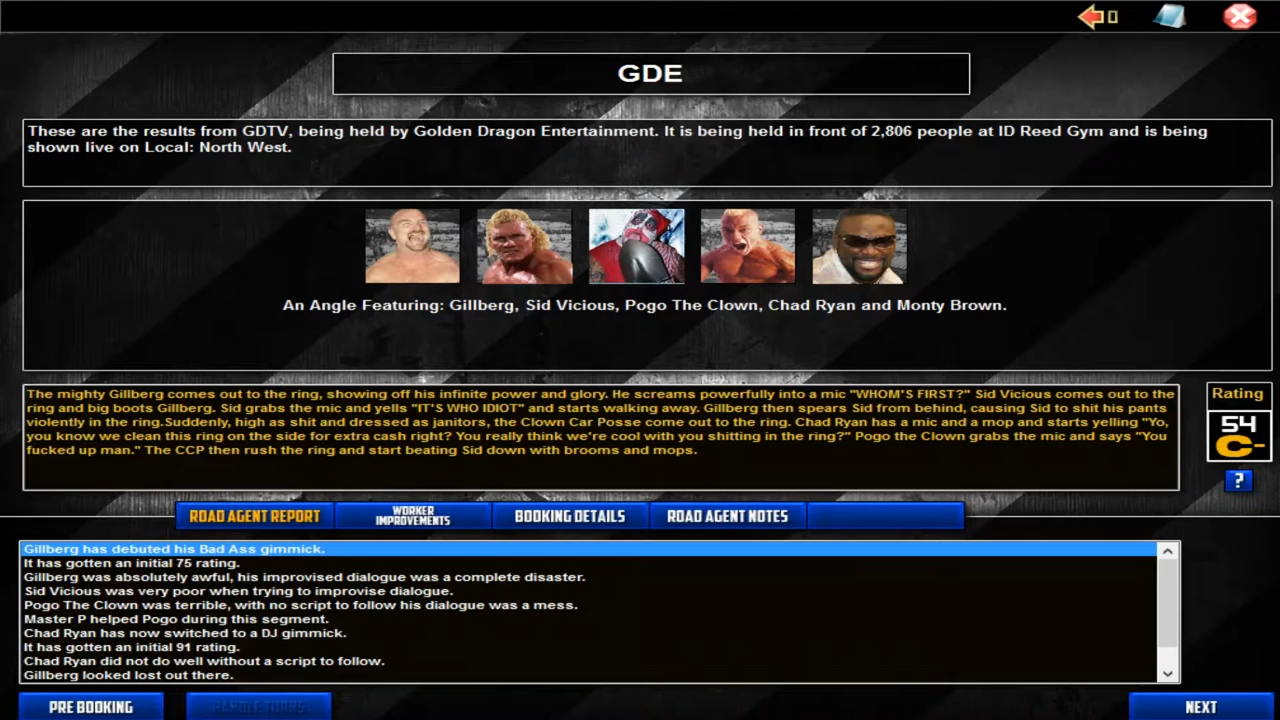 GDE
These are the results from GDTV, being held by Golden Dragon Entertainment. It is being held in front of 2,806 people at ID Reed Gym and is being
shown live on Local: North West.
An Angle Featuring: Gillberg, Sid Vicious, Pogo The Clown, Chad Ryan and Monty Brown.
The mighty Gillberg comes out to the ring, showing off his infinite power and glory. He screams powerfully into a mic "WHOM'S FIRST?" Sid Vicious comes out to the
ring and big boots Gillberg. Sid grabs the mic and yells "IT'S WHO IDIOT" and starts walking away. Gillberg then spears Sid from behind, causing Sid to shit his pants
violently in the ring.Suddenly, high as shit and dressed as janitors, the Clown Car Posse come out to the ring. Chad Ryan has a mic and a mop and starts yelling "Yo,
you know we clean this ring on the side for extra cash right? You really think we're cool with you shitting in the ring?" Pogo the Clown grabs the mic and says "You
fucked up man." The CCP then rush the ring and start beating Sid down with brooms and mops.
Rating
54
C-
?
ROAD AGENT REPORT
WORKER
IMPROVEMENTS
BOOKING DETAILS
ROAD AGENT NOTES
Gillberg has debuted his Bad Ass gimmick.
It has gotten an initial 75 rating.
Gillberg was absolutely awful, his improvised dialogue was a complete disaster.
Sid Vicious was very poor when trying to improvise dialogue.
Pogo The Clown was terrible, with no script to follow his dialogue was a mess.
Master P helped Pogo during this segment.
Chad Ryan has now switched to a DJ gimmick.
It has gotten an initial 91 rating.
Chad Ryan did not do well without a script to follow.
Gillberg looked lost out there.
PRE BOOKING
HANDLE TURNS
NEXT